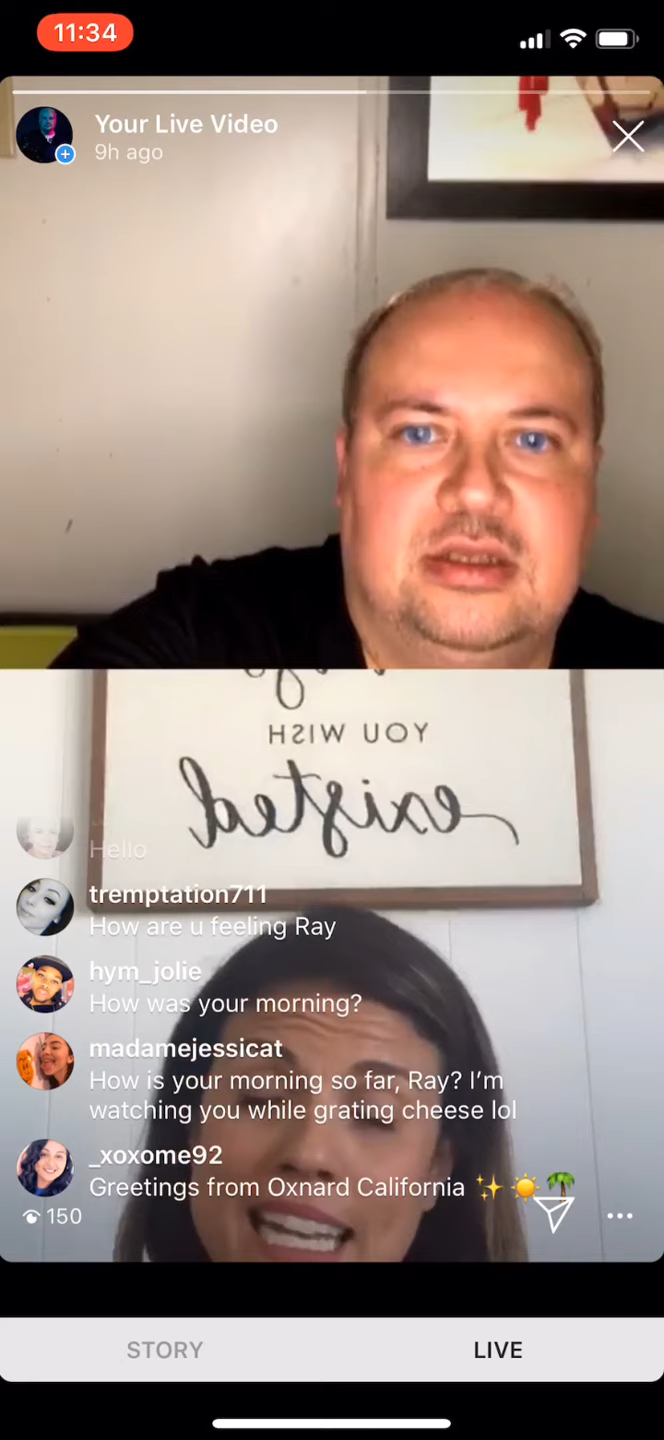 11:34
Your Live Video
9h ago
YOU WISH
existed
Hello
tremptation711
How are u feeling Ray
hym_jolie
How was your morning?
madamejessicat
How is your morning so far, Ray? I'm
watching you while grating cheese lol
_xoxome92
Greetings from Oxnard California ✨☀️🌴
150
STORY
LIVE